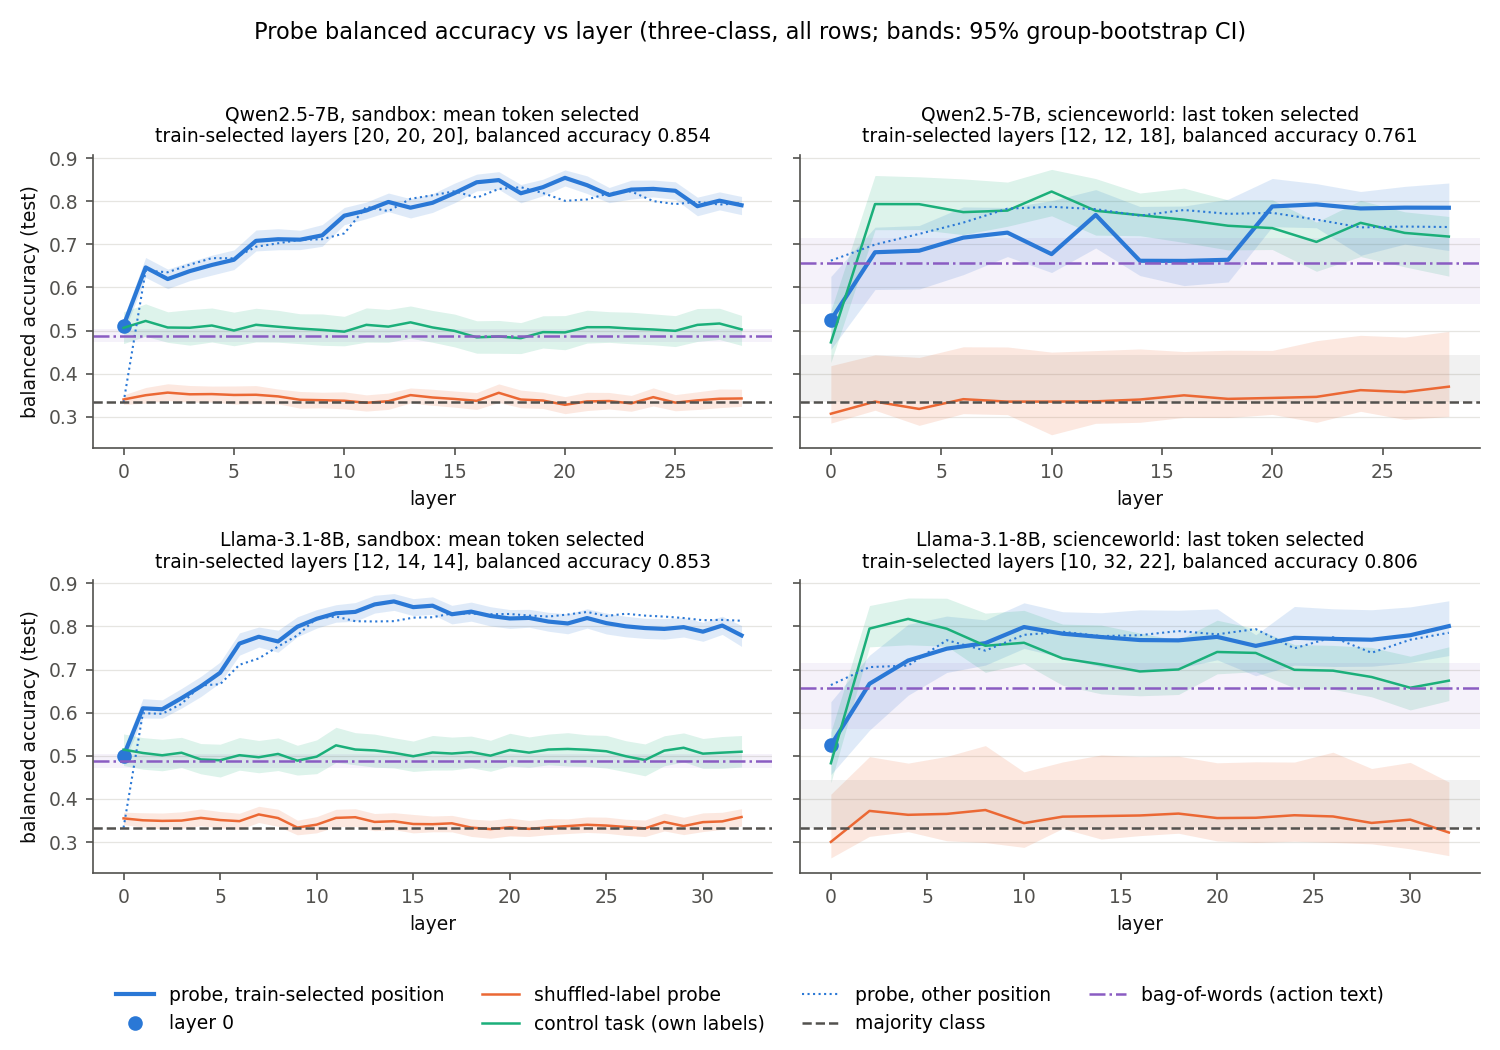 Probe balanced accuracy vs layer (three-class, all rows; bands: 95% group-bootstrap CI)
Qwen2.5-7B, sandbox: mean token selected
train-selected layers [20, 20, 20], balanced accuracy 0.854
balanced accuracy (test)
0.9
0.8
0.7
0.6
0.5
0.4
0.3
0 5 10 15 20 25
layer
Qwen2.5-7B, scienceworld: last token selected
train-selected layers [12, 12, 18], balanced accuracy 0.761
0 5 10 15 20 25
layer
Llama-3.1-8B, sandbox: mean token selected
train-selected layers [12, 14, 14], balanced accuracy 0.853
balanced accuracy (test)
0.9
0.8
0.7
0.6
0.5
0.4
0.3
0 5 10 15 20 25 30
layer
Llama-3.1-8B, scienceworld: last token selected
train-selected layers [10, 32, 22], balanced accuracy 0.806
0 5 10 15 20 25 30
layer
probe, train-selected position
layer 0
shuffled-label probe
control task (own labels)
probe, other position
majority class
bag-of-words (action text)